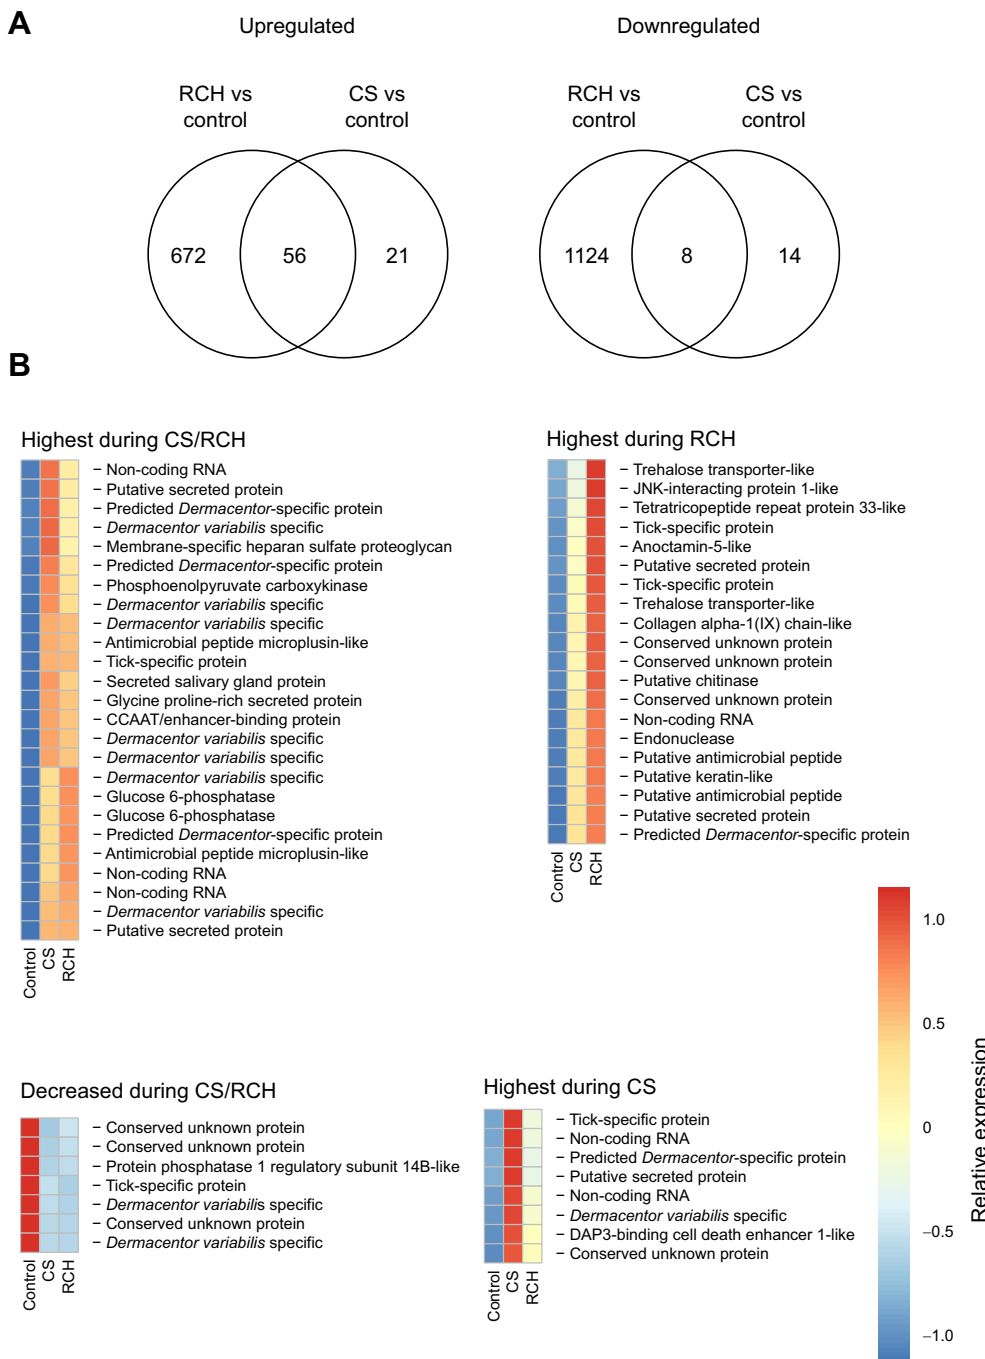 A
Upregulated
Downregulated
RCH vs
control
CS vs
control
RCH vs
control
CS vs
control
672
56
21
1124
8
14
B
Highest during CS/RCH
– Non-coding RNA
– Putative secreted protein
– Predicted Dermacentor-specific protein
– Dermacentor variabilis specific
– Membrane-specific heparan sulfate proteoglycan
– Predicted Dermacentor-specific protein
– Phosphoenolpyruvate carboxykinase
– Dermacentor variabilis specific
– Dermacentor variabilis specific
– Antimicrobial peptide microplusin-like
– Tick-specific protein
– Secreted salivary gland protein
– Glycine proline-rich secreted protein
– CCAAT/enhancer-binding protein
– Dermacentor variabilis specific
– Dermacentor variabilis specific
– Dermacentor variabilis specific
– Glucose 6-phosphatase
– Glucose 6-phosphatase
– Predicted Dermacentor-specific protein
– Antimicrobial peptide microplusin-like
– Non-coding RNA
– Non-coding RNA
– Dermacentor variabilis specific
– Putative secreted protein
Control
CS
RCH
Highest during RCH
– Trehalose transporter-like
– JNK-interacting protein 1-like
– Tetratricopeptide repeat protein 33-like
– Tick-specific protein
– Anoctamin-5-like
– Putative secreted protein
– Tick-specific protein
– Trehalose transporter-like
– Collagen alpha-1(IX) chain-like
– Conserved unknown protein
– Conserved unknown protein
– Putative chitinase
– Conserved unknown protein
– Non-coding RNA
– Endonuclease
– Putative antimicrobial peptide
– Putative keratin-like
– Putative antimicrobial peptide
– Putative secreted protein
– Predicted Dermacentor-specific protein
Control
CS
RCH
Decreased during CS/RCH
– Conserved unknown protein
– Conserved unknown protein
– Protein phosphatase 1 regulatory subunit 14B-like
– Tick-specific protein
– Dermacentor variabilis specific
– Conserved unknown protein
– Dermacentor variabilis specific
Control
CS
RCH
Highest during CS
– Tick-specific protein
– Non-coding RNA
– Predicted Dermacentor-specific protein
– Putative secreted protein
– Non-coding RNA
– Dermacentor variabilis specific
– DAP3-binding cell death enhancer 1-like
– Conserved unknown protein
Control
CS
RCH
1.0
0.5
0
–0.5
–1.0
Relative expression